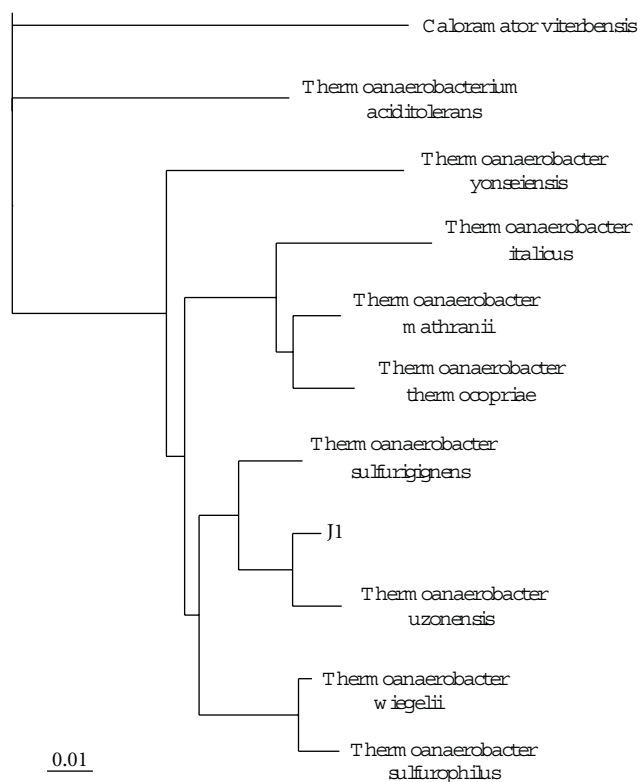 Caloramator viterbensis
Thermoanaerobacterium
aciditolerans
Thermoanaerobacter
yonseiensis
Thermoanaerobacter
italicus
Thermoanaerobacter
mathranii
Thermoanaerobacter
thermocopriae
Thermoanaerobacter
sulfurigignens
J1
Thermoanaerobacter
uzonensis
Thermoanaerobacter
wiegelii
0.01
Thermoanaerobacter
sulfurophilus